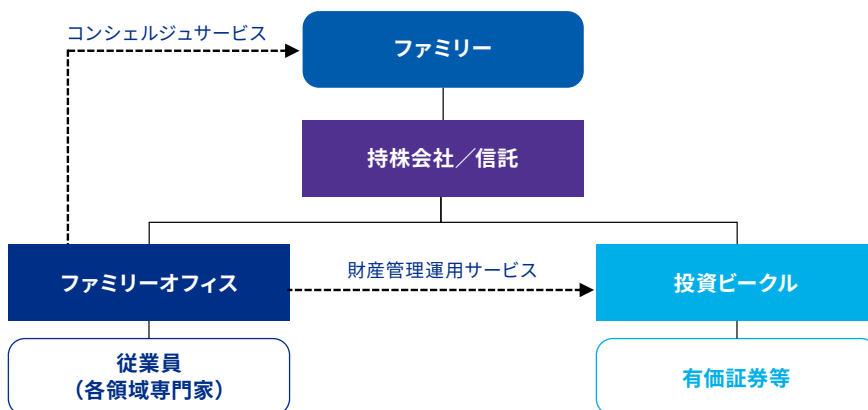 コンシェルジュサービス
ファミリー
持株会社／信託
ファミリーオフィス
財産管理運用サービス
投資ビークル
従業員
（各領域専門家）
有価証券等